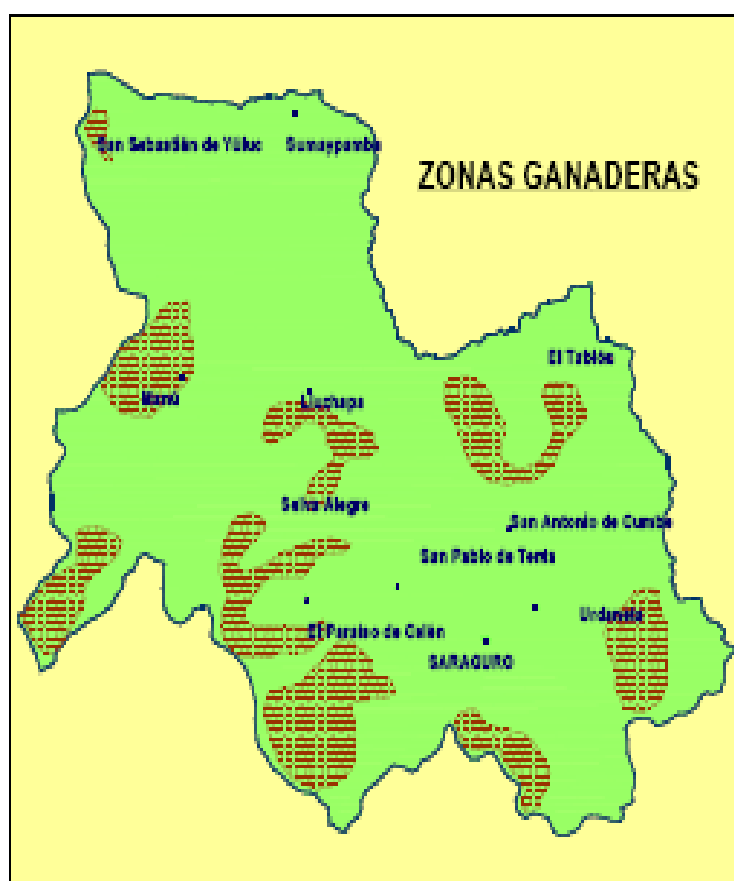 San Sebastián de Yúluc Sumaypamba
ZONAS GANADERAS
El Tablón
Manú
Lluzhapa
Selva Alegre
San Antonio de Cumbe
San Pablo de Tenta
Urdaneta
El Paraíso de Celén
SARAGURO